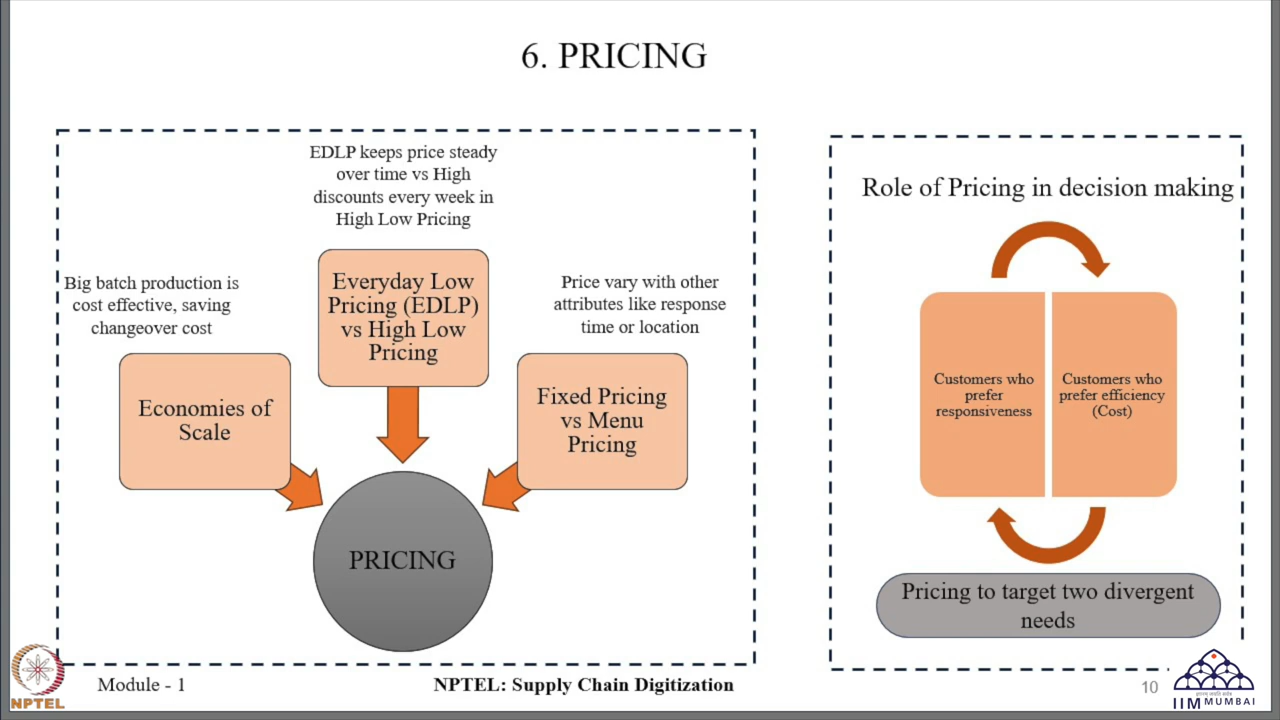 6. PRICING
EDLP keeps price steady
over time vs High
discounts every week in
High Low Pricing
Big batch production is
cost effective, saving
changeover cost
Everyday Low
Pricing (EDLP)
vs High Low
Pricing
Price vary with other
attributes like response
time or location
Economies of
Scale
Fixed Pricing
vs Menu
Pricing
PRICING
Role of Pricing in decision making
Customers who
prefer
responsiveness
Customers who
prefer efficiency
(Cost)
Pricing to target two divergent
needs
NPTEL
Module - 1
NPTEL: Supply Chain Digitization
10
IIM MUMBAI